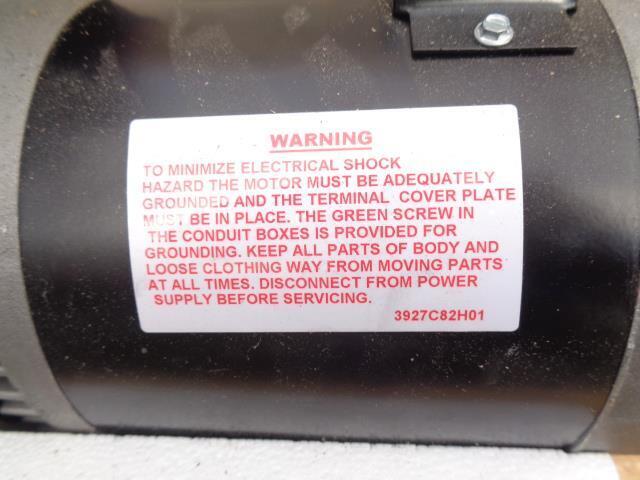 WARNING
TO MINIMIZE ELECTRICAL SHOCK
HAZARD THE MOTOR MUST BE ADEQUATELY
GROUNDED AND THE TERMINAL COVER PLATE
MUST BE IN PLACE. THE GREEN SCREW IN
THE CONDUIT BOXES IS PROVIDED FOR
GROUNDING. KEEP ALL PARTS OF BODY AND
LOOSE CLOTHING WAY FROM MOVING PARTS
AT ALL TIMES. DISCONNECT FROM POWER
SUPPLY BEFORE SERVICING.
3927C82H01